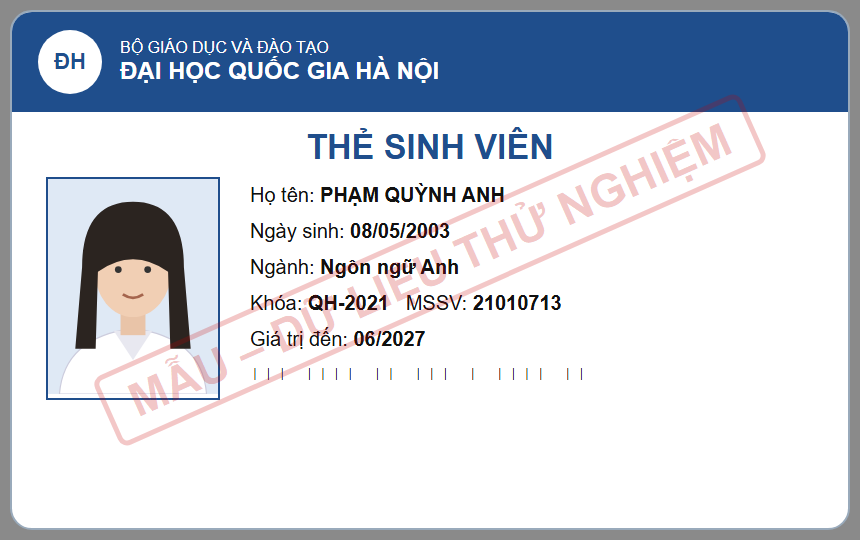 ĐH
BỘ GIÁO DỤC VÀ ĐÀO TẠO
ĐẠI HỌC QUỐC GIA HÀ NỘI
THẺ SINH VIÊN
Họ tên: PHẠM QUỲNH ANH
Ngày sinh: 08/05/2003
Ngành: Ngôn ngữ Anh
Khóa: QH-2021 MSSV: 21010713
Giá trị đến: 06/2027
MẪU – DỮ LIỆU THỬ NGHIỆM